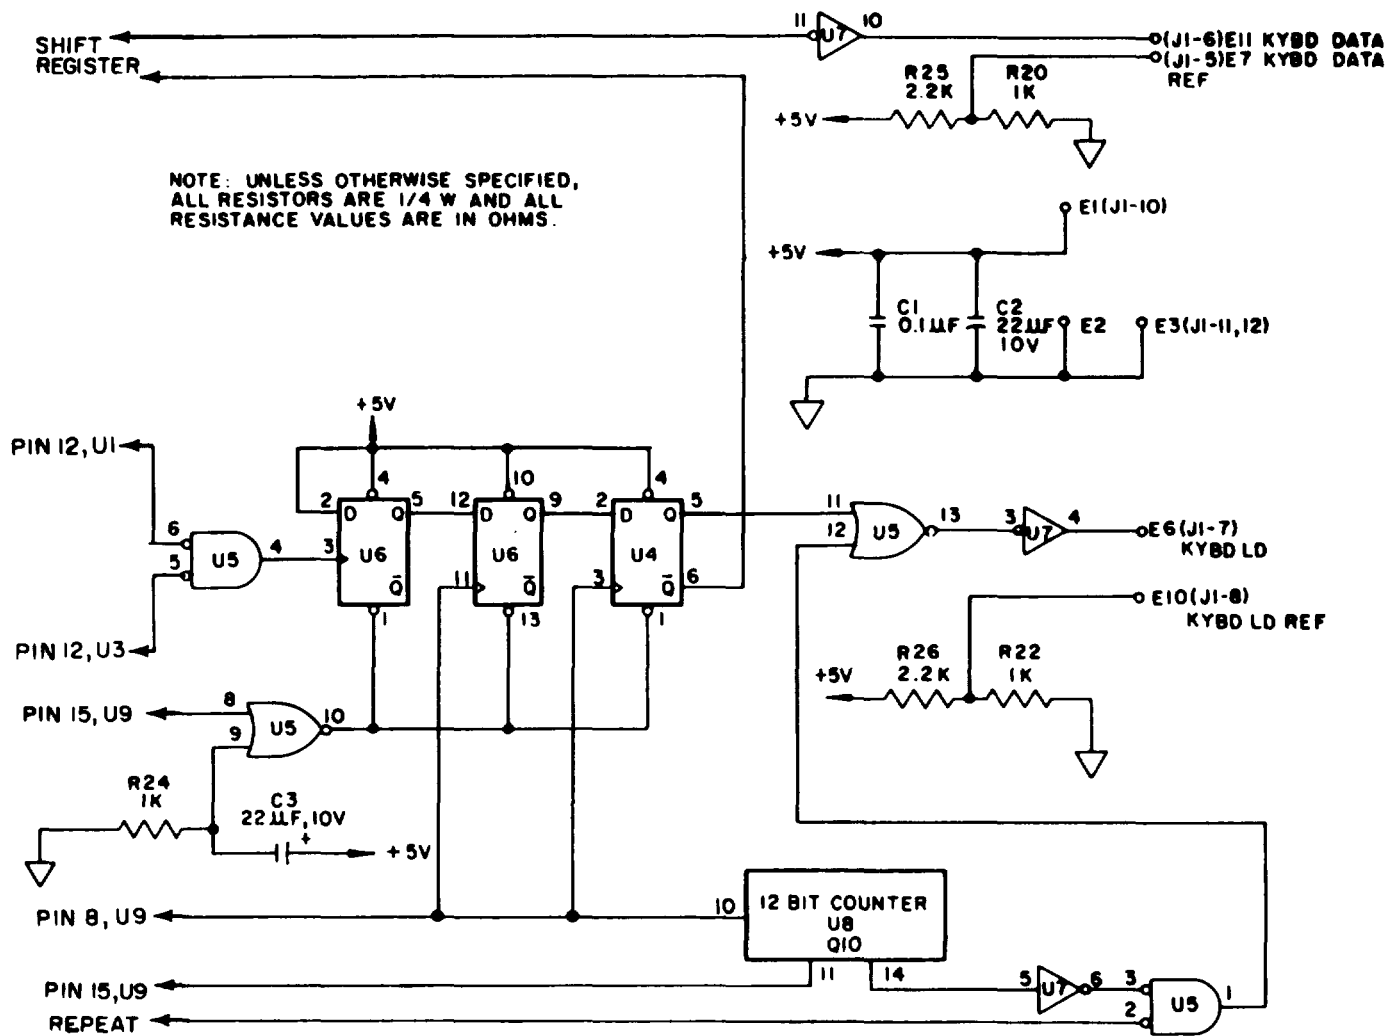 11 U7 10
SHIFT
REGISTER
(J1-6)E11 KYBD DATA
(J1-5)E7 KYBD DATA
REF
R25
2.2K
R20
1K
+5V
NOTE: UNLESS OTHERWISE SPECIFIED,
ALL RESISTORS ARE 1/4 W AND ALL
RESISTANCE VALUES ARE IN OHMS.
E1(J1-10)
+5V
C1
0.1µF
C2
22µF
10V
E2
E3(J1-11,12)
+5V
PIN 12, U1
4 10 4
2 D Q 5 12 D Q 9 2 D Q 5
6
5 U5 4
3 U6
11 U6
3 U4
Q̄ Q̄ Q̄ 6
1 13 1
PIN 12, U3
11
12 U5 13 3 U7 4
E6(J1-7)
KYBD LD
E10(J1-8)
KYBD LD REF
R26
2.2K
R22
1K
+5V
PIN 15, U9
8
9 U5 10
R24
1K
C3
22µF, 10V
+
+5V
PIN 8, U9
10 12 BIT COUNTER
U8
Q10
11 14
5 U7 6 3
2 U5 1
PIN 15, U9
REPEAT